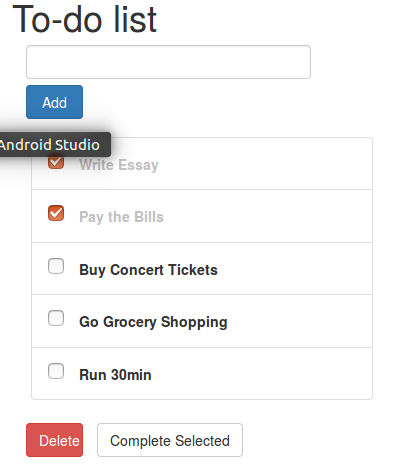 To-do list
Add
Android Studio
Write Essay
Pay the Bills
Buy Concert Tickets
Go Grocery Shopping
Run 30min
Delete
Complete Selected